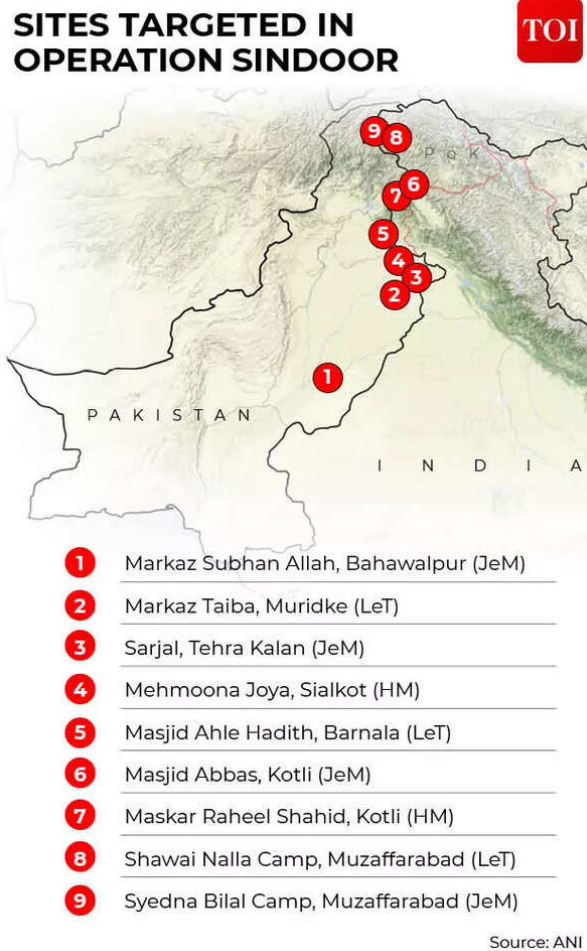 SITES TARGETED IN
OPERATION SINDOOR
TOI
9
8
PoK
6
7
5
4
3
2
1
PAKISTAN
INDIA
1 Markaz Subhan Allah, Bahawalpur (JeM)
2 Markaz Taiba, Muridke (LeT)
3 Sarjal, Tehra Kalan (JeM)
4 Mehmoona Joya, Sialkot (HM)
5 Masjid Ahle Hadith, Barnala (LeT)
6 Masjid Abbas, Kotli (JeM)
7 Maskar Raheel Shahid, Kotli (HM)
8 Shawai Nalla Camp, Muzaffarabad (LeT)
9 Syedna Bilal Camp, Muzaffarabad (JeM)
Source: ANI